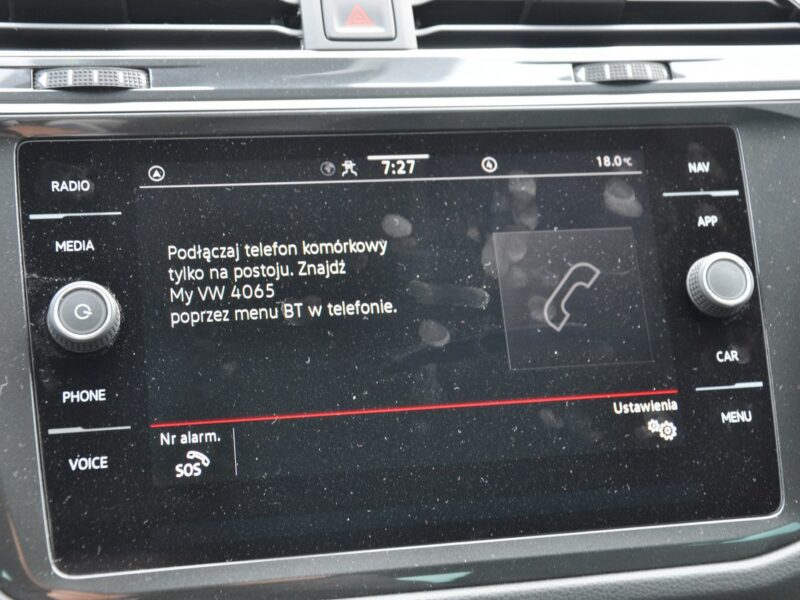 7:27
18.0°C
RADIO
MEDIA
PHONE
VOICE
Podłączaj telefon komórkowy
tylko na postoju. Znajdź
My VW 4065
poprzez menu BT w telefonie.
Nr alarm.
SOS
Ustawienia
NAV
APP
CAR
MENU